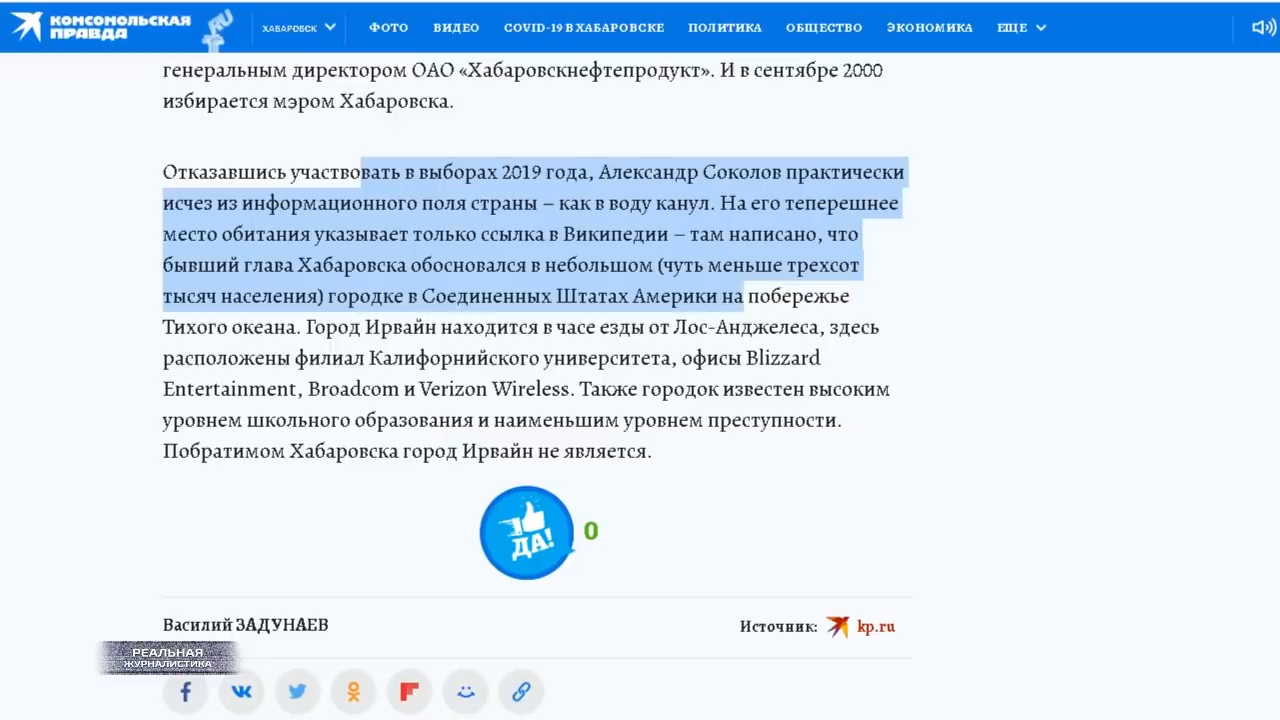 КОМСОМОЛЬСКАЯ
ПРАВДА
ХАБАРОВСК
ФОТО
ВИДЕО
COVID-19 В ХАБАРОВСКЕ
ПОЛИТИКА
ОБЩЕСТВО
ЭКОНОМИКА
ЕЩЕ
генеральным директором ОАО «Хабаровскнефтепродукт». И в сентябре 2000
избирается мэром Хабаровска.
Отказавшись участвовать в выборах 2019 года, Александр Соколов практически
исчез из информационного поля страны – как в воду канул. На его теперешнее
место обитания указывает только ссылка в Википедии – там написано, что
бывший глава Хабаровска обосновался в небольшом (чуть меньше трехсот
тысяч населения) городке в Соединенных Штатах Америки на побережье
Тихого океана. Город Ирвайн находится в часе езды от Лос-Анджелеса, здесь
расположены филиал Калифорнийского университета, офисы Blizzard
Entertainment, Broadcom и Verizon Wireless. Также городок известен высоким
уровнем школьного образования и наименьшим уровнем преступности.
Побратимом Хабаровска город Ирвайн не является.
ДА!
0
Василий ЗАДУНАЕВ
Источник: kp.ru
РЕАЛЬНАЯ
ЖУРНАЛИСТИКА